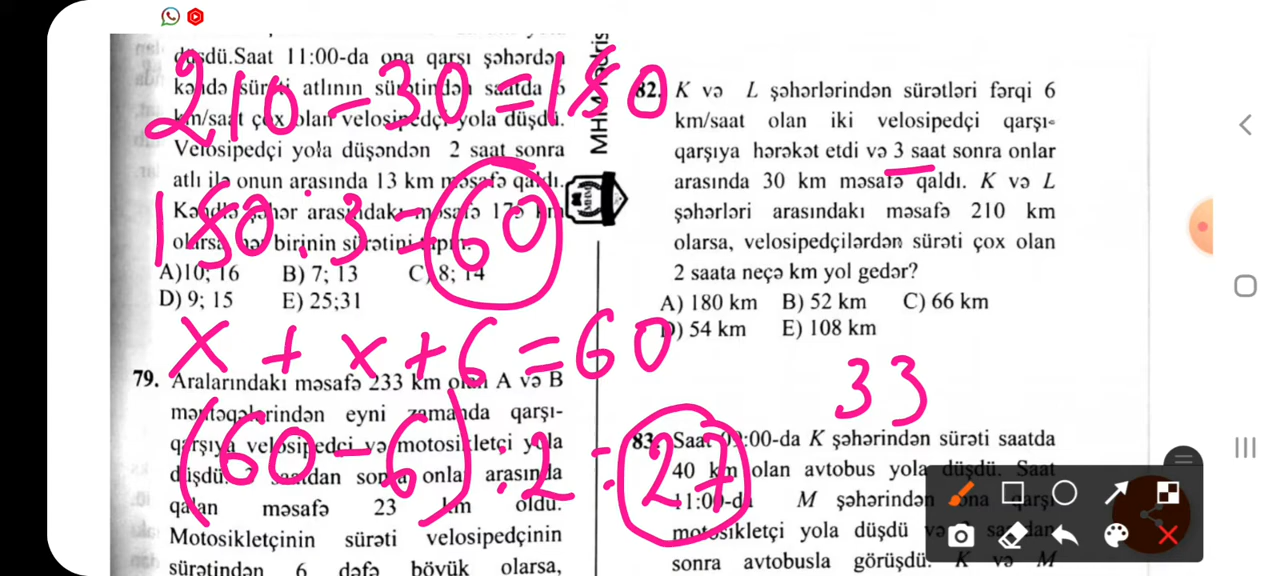 düşdü.Saat 11:00-da ona qarşı şəhərdən
kəndə sürəti atlının sürətindən saatda 6
km/saat çox olan velosipedçi yola düşdü.
Velosipedçi yola düşəndən 2 saat sonra
atlı ilə onun arasında 13 km məsafə qaldı.
Kəndlə şəhər arasındakı məsafə 175 km
olarsa, hər birinin sürətini tapın.
A)10; 16 B) 7; 13 C) 8; 14
D) 9; 15 E) 25;31
210 - 30 = 180
180 : 3 = 60
x + x + 6 = 60
(60 - 6) : 2 = 27
79. Aralarındakı məsafə 233 km olan A və B
məntəqələrindən eyni zamanda qarşı-
qarşıya velosipedçi və motosikletçi yola
düşdü. saatdan sonra onlar arasında
qalan məsafə 23 km oldu.
Motosikletçinin sürəti velosipedçinin
sürətindən 6 dəfə böyük olarsa,
82. K və L şəhərlərindən sürətləri fərqi 6
km/saat olan iki velosipedçi qarşı-
qarşıya hərəkət etdi və 3 saat sonra onlar
arasında 30 km məsafə qaldı. K və L
şəhərləri arasındakı məsafə 210 km
olarsa, velosipedçilərdən sürəti çox olan
2 saata neçə km yol gedər?
A) 180 km B) 52 km C) 66 km
D) 54 km E) 108 km
33
83. Saat 09:00-da K şəhərindən sürəti saatda
40 km olan avtobus yola düşdü. Saat
11:00-da M şəhərindən ona qarşı
motosikletçi yola düşdü və saatdan
sonra avtobusla görüşdü. K və M